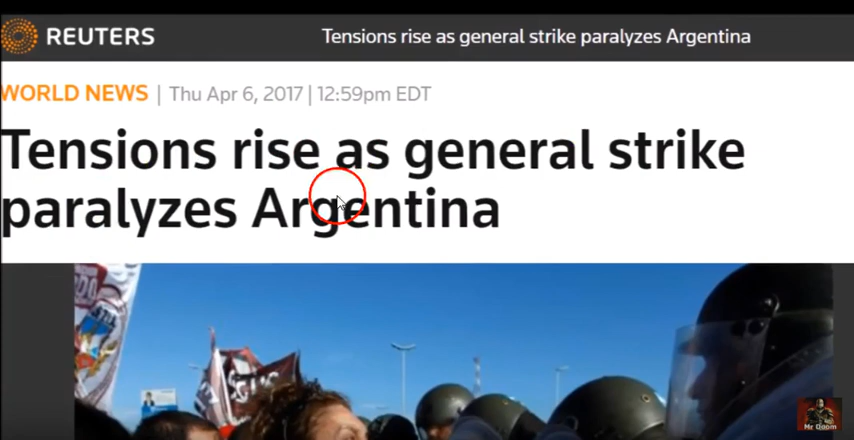 REUTERS
Tensions rise as general strike paralyzes Argentina
WORLD NEWS | Thu Apr 6, 2017 | 12:59pm EDT
Tensions rise as general strike
paralyzes Argentina
Mr Doom